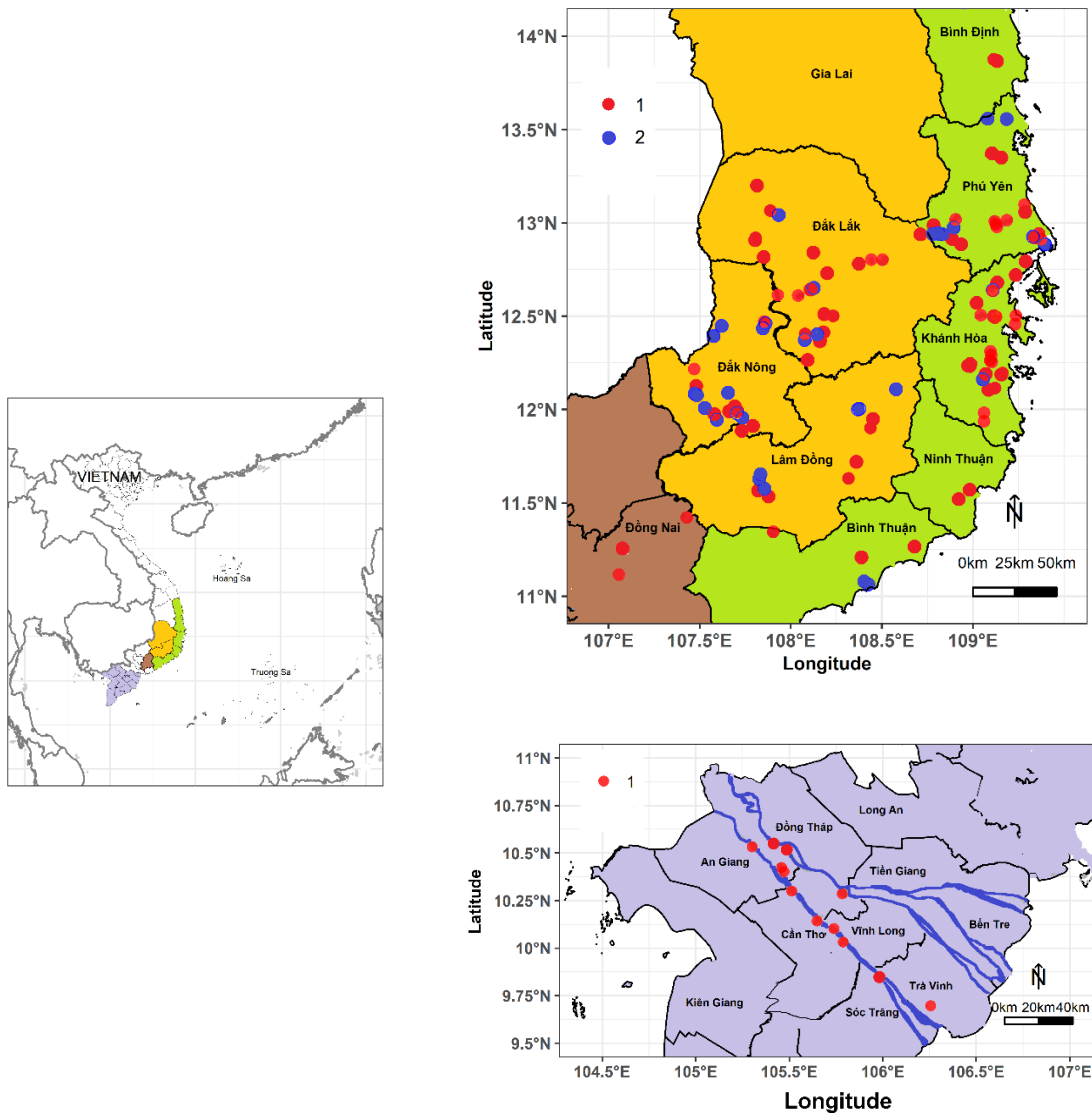 VIETNAM
Hoang Sa
Truong Sa
14°N
13.5°N
13°N
12.5°N
12°N
11.5°N
11°N
Latitude
1
2
Bình Định
Gia Lai
Phú Yên
Đắk Lắk
Khánh Hòa
Đắk Nông
Lâm Đồng
Ninh Thuận
Đồng Nai
Bình Thuận
N
0km 25km 50km
107°E 107.5°E 108°E 108.5°E 109°E
Longitude
11°N
10.75°N
10.5°N
10.25°N
10°N
9.75°N
9.5°N
Latitude
1
Long An
Đồng Tháp
An Giang
Tiền Giang
Bến Tre
Cần Thơ
Vĩnh Long
Trà Vinh
Kiên Giang
Sóc Trăng
N
0km 20km 40km
104.5°E 105°E 105.5°E 106°E 106.5°E 107°E
Longitude